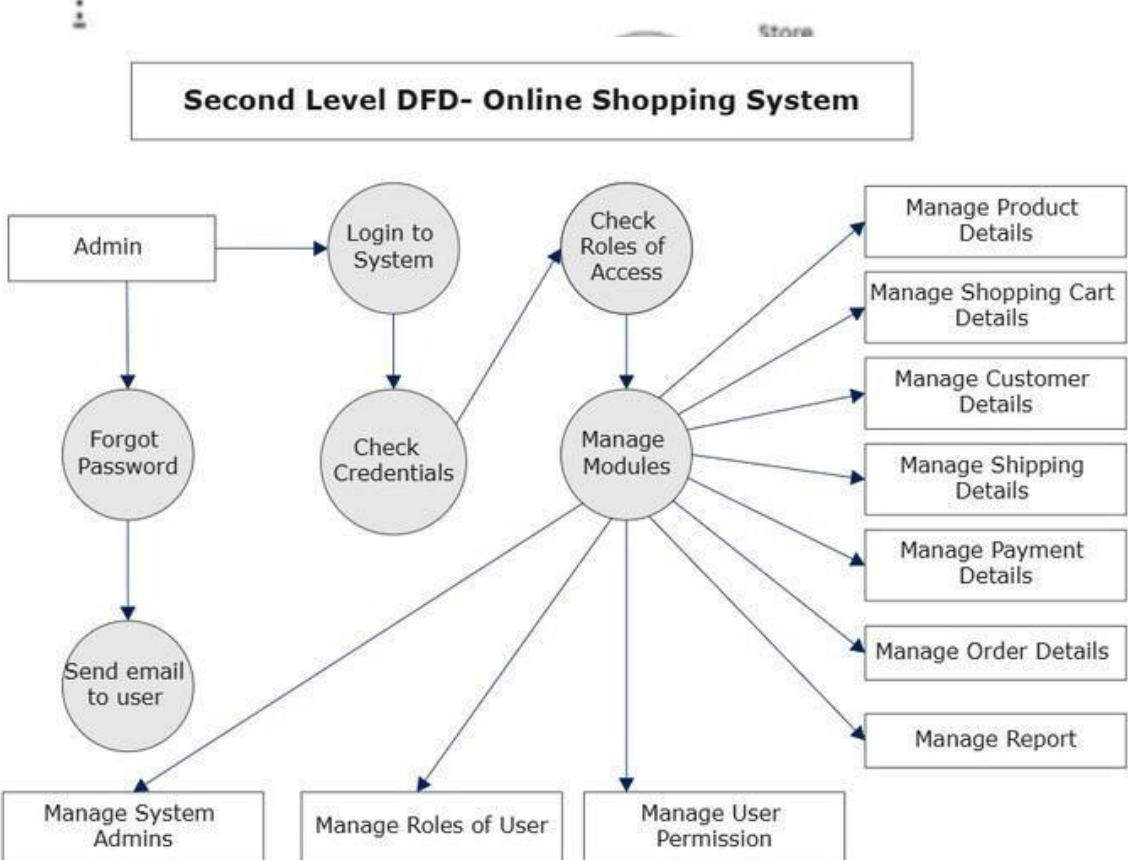 Store
Second Level DFD- Online Shopping System
Admin
Login to
System
Check
Roles of
Access
Manage Product
Details
Manage Shopping Cart
Details
Manage Customer
Details
Forgot
Password
Check
Credentials
Manage
Modules
Manage Shipping
Details
Manage Payment
Details
Send email
to user
Manage Order Details
Manage Report
Manage System
Admins
Manage Roles of User
Manage User
Permission